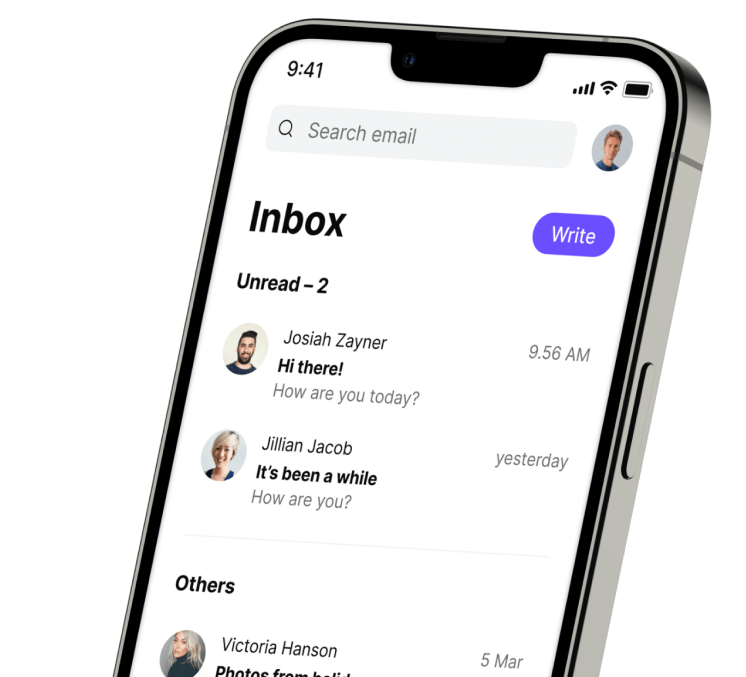 9:41
Search email
Inbox
Write
Unread – 2
Josiah Zayner
9.56 AM
Hi there!
How are you today?
Jillian Jacob
yesterday
It's been a while
How are you?
Others
Victoria Hanson
5 Mar
Photos from